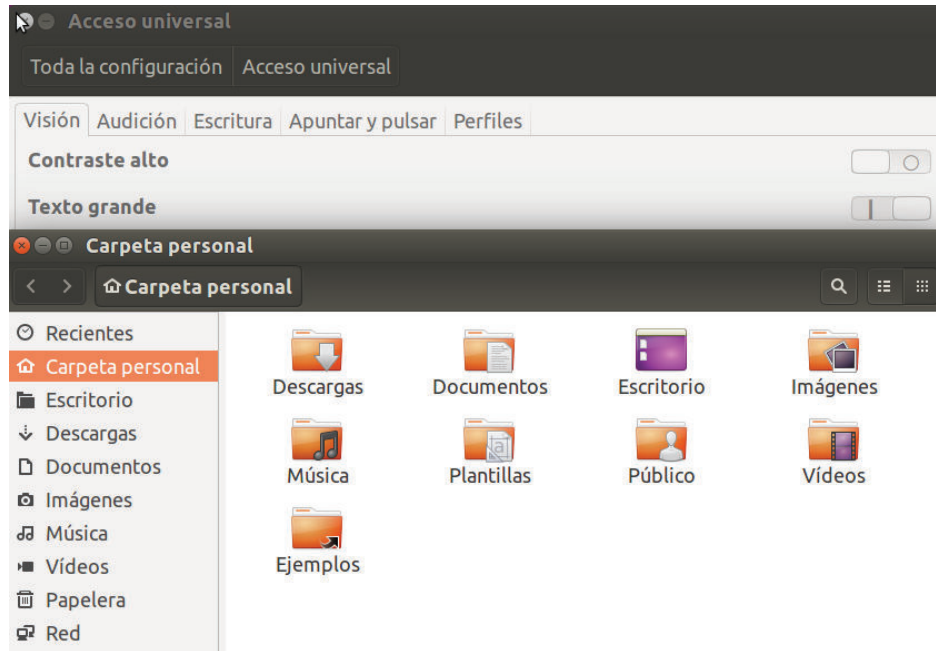 Acceso universal
Toda la configuración Acceso universal
Visión Audición Escritura Apuntar y pulsar Perfiles
Contraste alto
Texto grande
Carpeta personal
Carpeta personal
Recientes
Carpeta personal
Escritorio
Descargas
Documentos
Imágenes
Música
Vídeos
Papelera
Red
Descargas Documentos Escritorio Imágenes
Música Plantillas Público Vídeos
Ejemplos